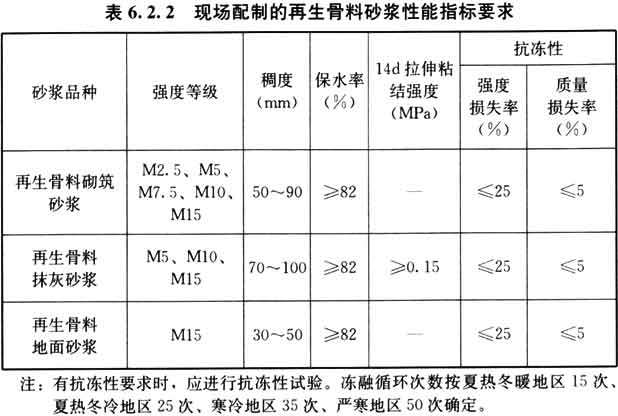 表 6.2.2 现场配制的再生骨料砂浆性能指标要求
砂浆品种
强度等级
稠度
(mm)
保水率
(%)
14d 拉伸粘
结强度
(MPa)
抗冻性
强度
损失率
(%)
质量
损失率
(%)
再生骨料砌筑
砂浆
M2.5、M5、
M7.5、M10、
M15
50～90
≥82
—
≤25
≤5
再生骨料
抹灰砂浆
M5、M10、
M15
70～100
≥82
≥0.15
≤25
≤5
再生骨料
地面砂浆
M15
30～50
≥82
—
≤25
≤5
注：有抗冻性要求时，应进行抗冻性试验。冻融循环次数按夏热冬暖地区 15 次、
夏热冬冷地区 25 次、寒冷地区 35 次、严寒地区 50 次确定。